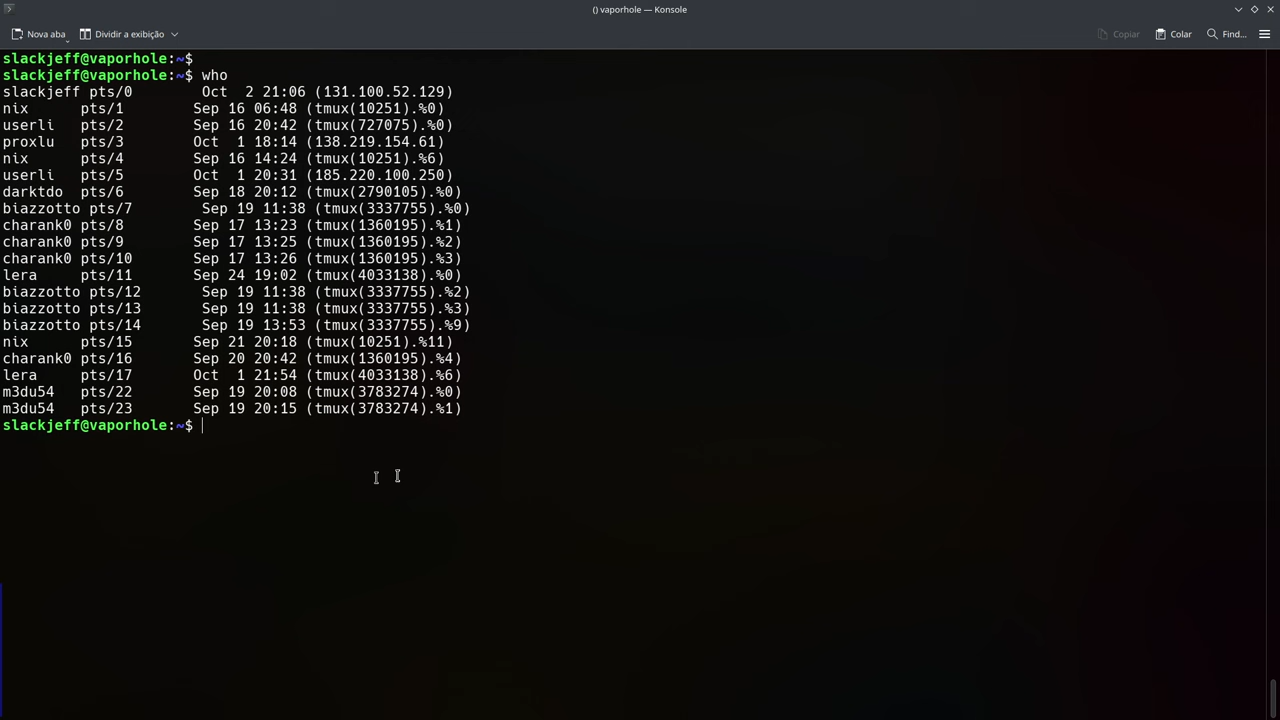 () vaporhole — Konsole
Nova aba Dividir a exibição Copiar Colar Find...
slackjeff@vaporhole:~$
slackjeff@vaporhole:~$ who
slackjeff pts/0        Oct  2 21:06 (131.100.52.129)
nix      pts/1        Sep 16 06:48 (tmux(10251).%0)
userli   pts/2        Sep 16 20:42 (tmux(727075).%0)
proxlu   pts/3        Oct  1 18:14 (138.219.154.61)
nix      pts/4        Sep 16 14:24 (tmux(10251).%6)
userli   pts/5        Oct  1 20:31 (185.220.100.250)
darktdo  pts/6        Sep 18 20:12 (tmux(2790105).%0)
biazzotto pts/7        Sep 19 11:38 (tmux(3337755).%0)
charank0 pts/8        Sep 17 13:23 (tmux(1360195).%1)
charank0 pts/9        Sep 17 13:25 (tmux(1360195).%2)
charank0 pts/10       Sep 17 13:26 (tmux(1360195).%3)
lera     pts/11       Sep 24 19:02 (tmux(4033138).%0)
biazzotto pts/12       Sep 19 11:38 (tmux(3337755).%2)
biazzotto pts/13       Sep 19 11:38 (tmux(3337755).%3)
biazzotto pts/14       Sep 19 13:53 (tmux(3337755).%9)
nix      pts/15       Sep 21 20:18 (tmux(10251).%11)
charank0 pts/16       Sep 20 20:42 (tmux(1360195).%4)
lera     pts/17       Oct  1 21:54 (tmux(4033138).%6)
m3du54   pts/22       Sep 19 20:08 (tmux(3783274).%0)
m3du54   pts/23       Sep 19 20:15 (tmux(3783274).%1)
slackjeff@vaporhole:~$